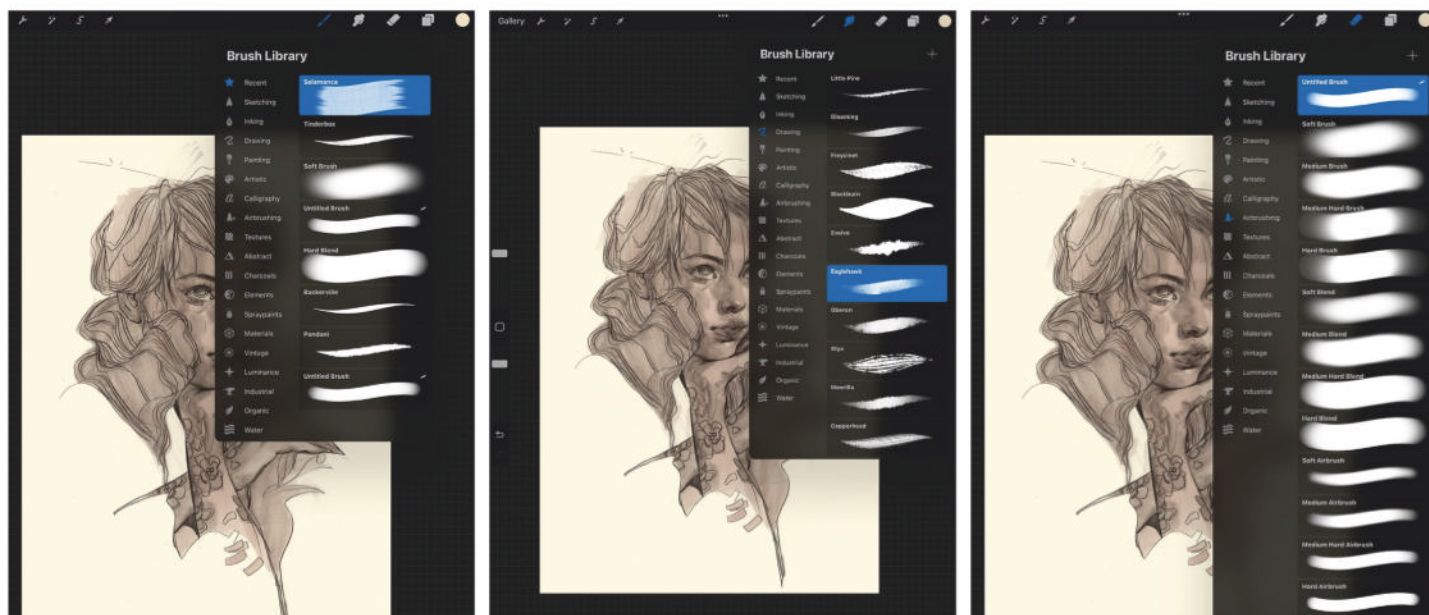 Brush Library
Recent
Sketching
Inking
Drawing
Painting
Artistic
Calligraphy
Airbrushing
Textures
Abstract
Charcoals
Elements
Spraypaints
Materials
Vintage
Luminance
Industrial
Organic
Water
Salamanca
Tinderbox
Soft Brush
Untitled Brush
Hard Blend
Baskerville
Pandani
Untitled Brush
Gallery
Brush Library
Recent
Sketching
Inking
Drawing
Painting
Artistic
Calligraphy
Airbrushing
Textures
Abstract
Charcoals
Elements
Spraypaints
Materials
Vintage
Luminance
Industrial
Organic
Water
Little Pine
Gloaming
Freycinet
Blackburn
Evolve
Eaglehawk
Oberon
Styx
Moorilla
Copperhead
Brush Library
Recent
Sketching
Inking
Drawing
Painting
Artistic
Calligraphy
Airbrushing
Textures
Abstract
Charcoals
Elements
Spraypaints
Materials
Vintage
Luminance
Industrial
Organic
Water
Untitled Brush
Soft Brush
Medium Brush
Medium Hard Brush
Hard Brush
Soft Blend
Medium Blend
Medium Hard Blend
Hard Blend
Soft Airbrush
Medium Airbrush
Medium Hard Airbrush
Hard Airbrush